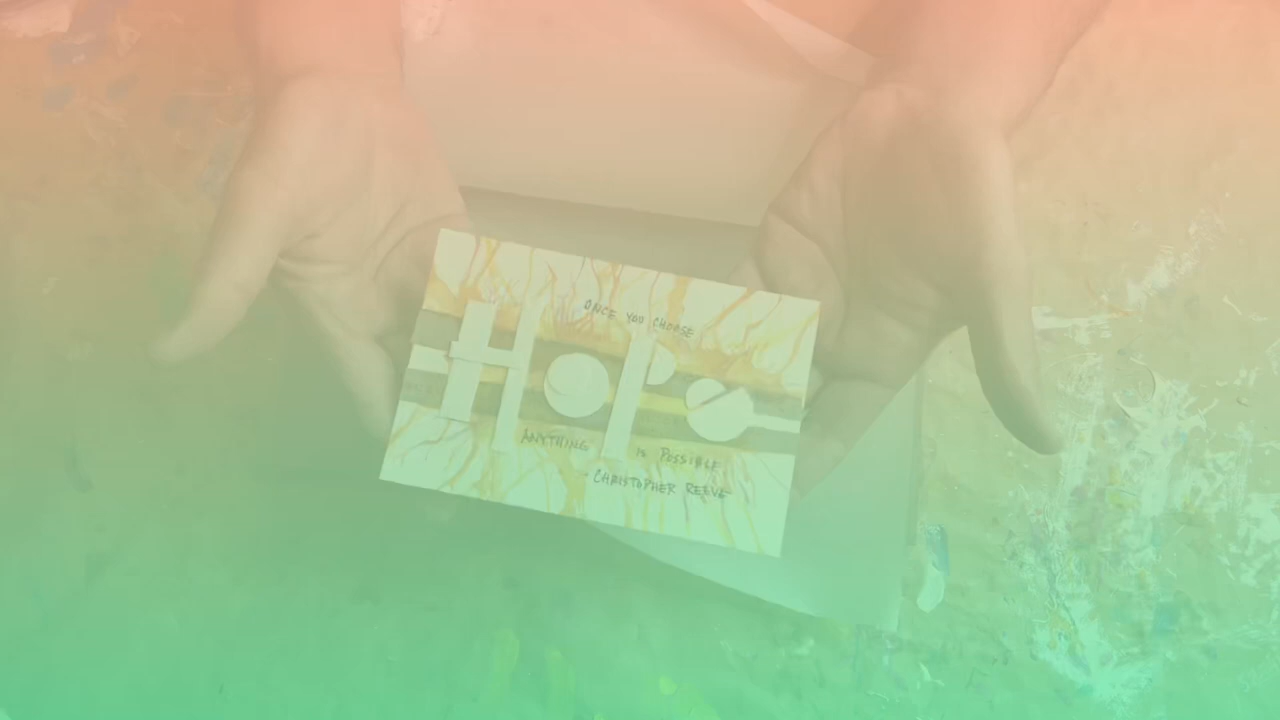 ONCE YOU CHOOSE
HOPe
ANYTHING IS POSSIBLE
- CHRISTOPHER REEVE